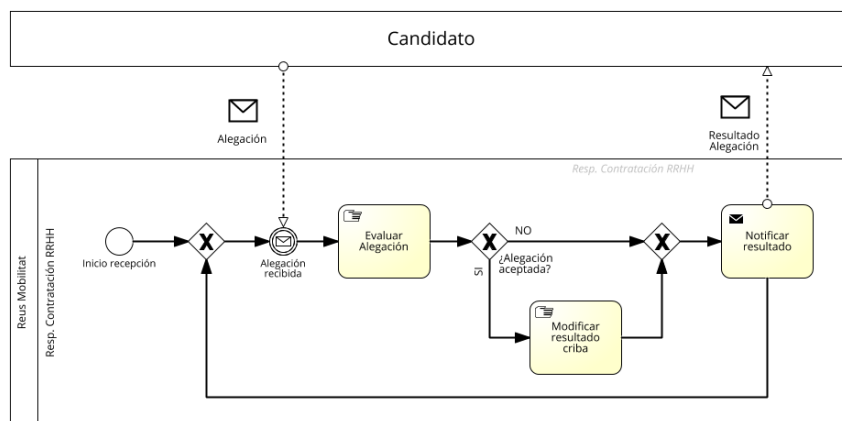 Candidato
Alegación
Resultado
Alegación
Resp. Contratación RRHH
Reus Mobilitat
Resp. Contratación RRHH
Inicio recepción
Alegación
recibida
Evaluar
Alegación
NO
¿Alegación
aceptada?
SI
Modificar
resultado
criba
Notificar
resultado